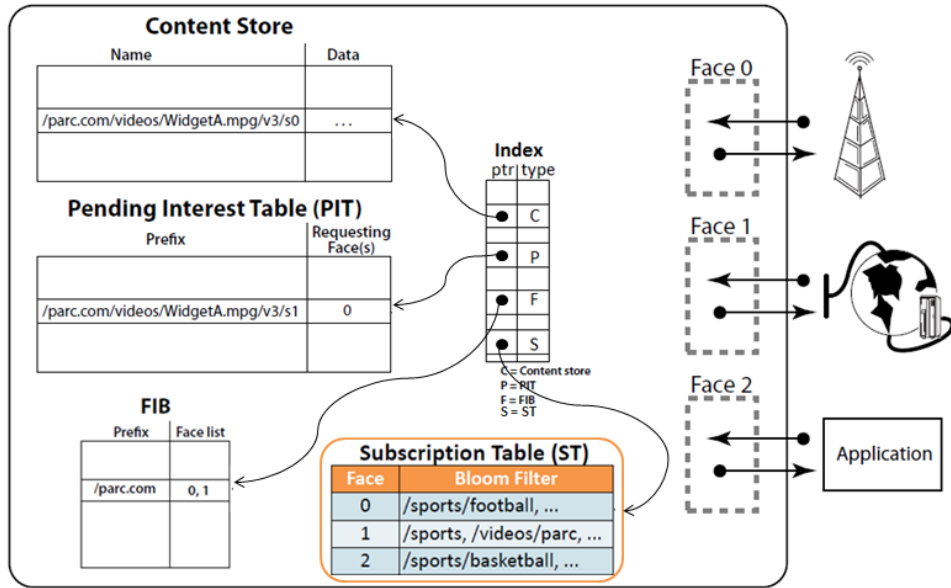 Content Store
Name Data
/parc.com/videos/WidgetA.mpg/v3/s0 ...
Pending Interest Table (PIT)
Prefix Requesting
Face(s)
/parc.com/videos/WidgetA.mpg/v3/s1 0
Index
ptr type
C
P
F
S
C = Content store
P = PIT
F = FIB
S = ST
FIB
Prefix Face list
/parc.com 0, 1
Subscription Table (ST)
Face Bloom Filter
0 /sports/football, ...
1 /sports, /videos/parc, ...
2 /sports/basketball, ...
Face 0
Face 1
Face 2
Application